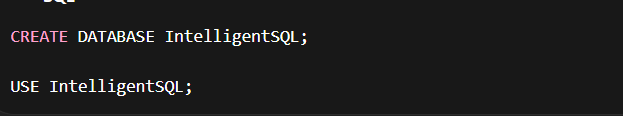 CREATE DATABASE IntelligentSQL;
USE IntelligentSQL;